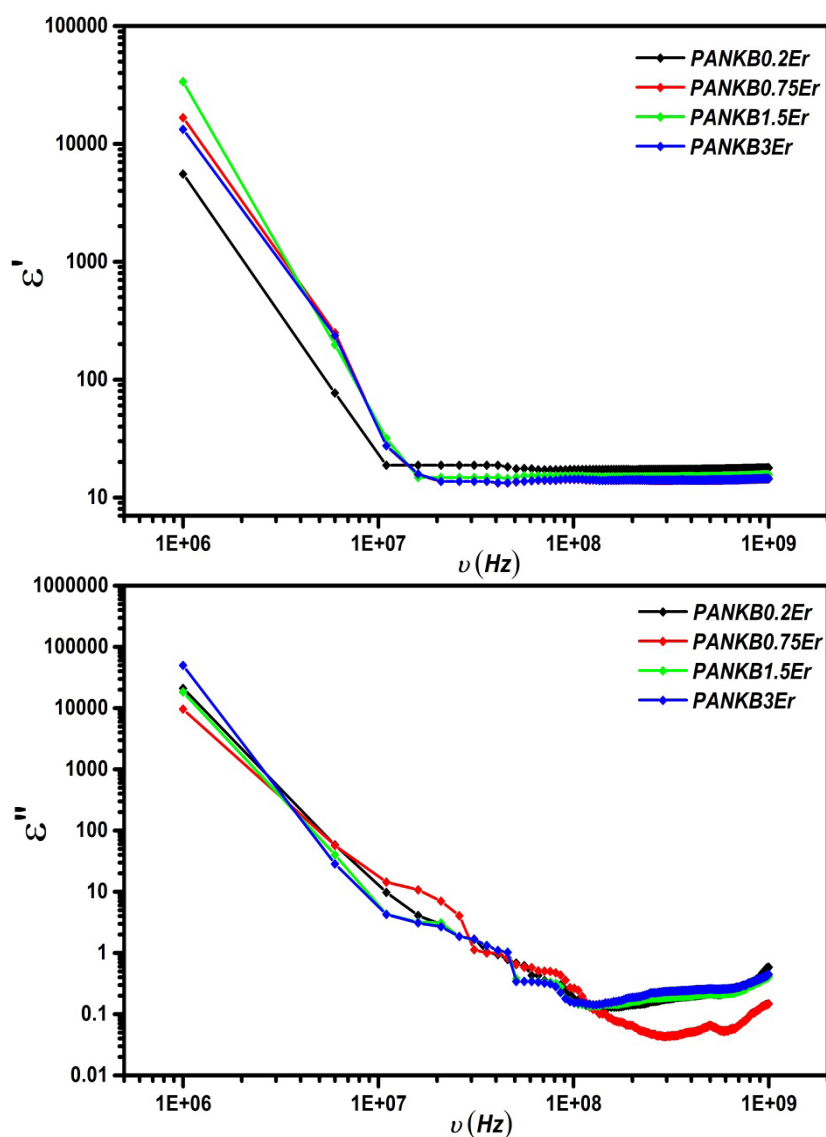 100000
10000
1000
100
10
ε'
PANKB0.2Er
PANKB0.75Er
PANKB1.5Er
PANKB3Er
1E+06 1E+07 1E+08 1E+09
υ(Hz)
1000000
100000
10000
1000
100
10
1
0.1
0.01
ε"
PANKB0.2Er
PANKB0.75Er
PANKB1.5Er
PANKB3Er
1E+06 1E+07 1E+08 1E+09
υ(Hz)